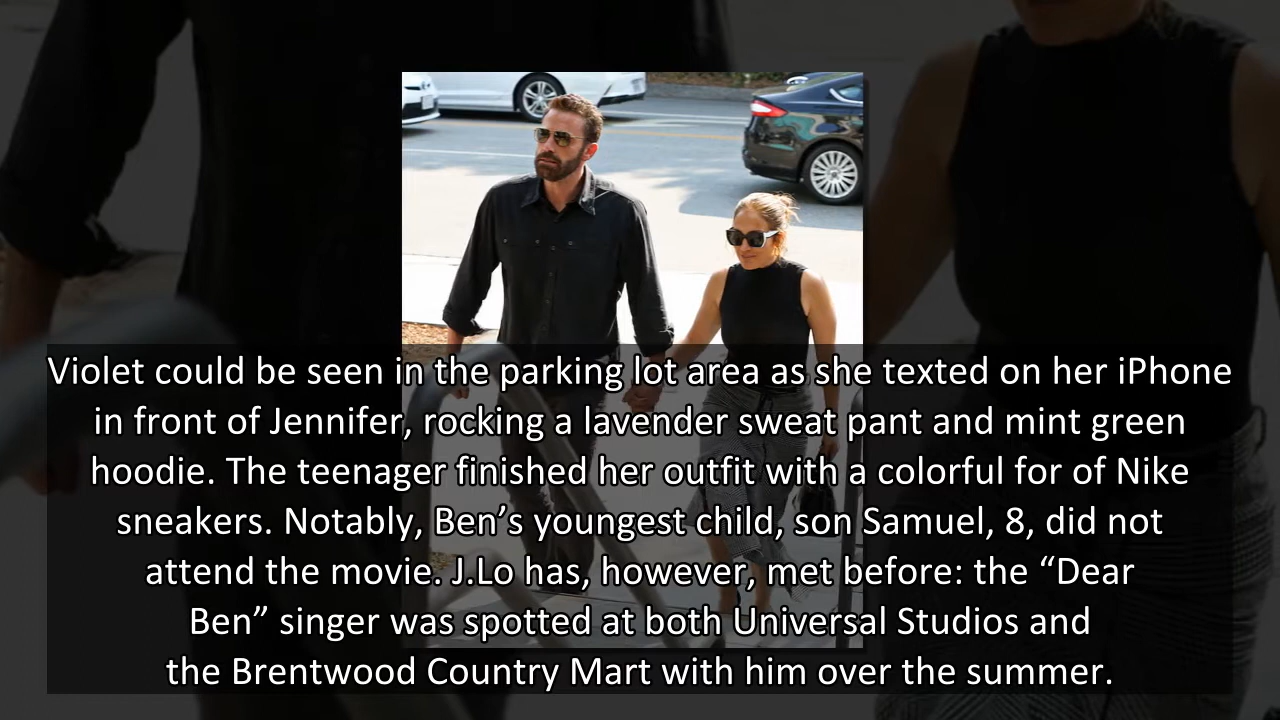 Violet could be seen in the parking lot area as she texted on her iPhone
in front of Jennifer, rocking a lavender sweat pant and mint green
hoodie. The teenager finished her outfit with a colorful for of Nike
sneakers. Notably, Ben’s youngest child, son Samuel, 8, did not
attend the movie. J.Lo has, however, met before: the “Dear
Ben” singer was spotted at both Universal Studios and
the Brentwood Country Mart with him over the summer.